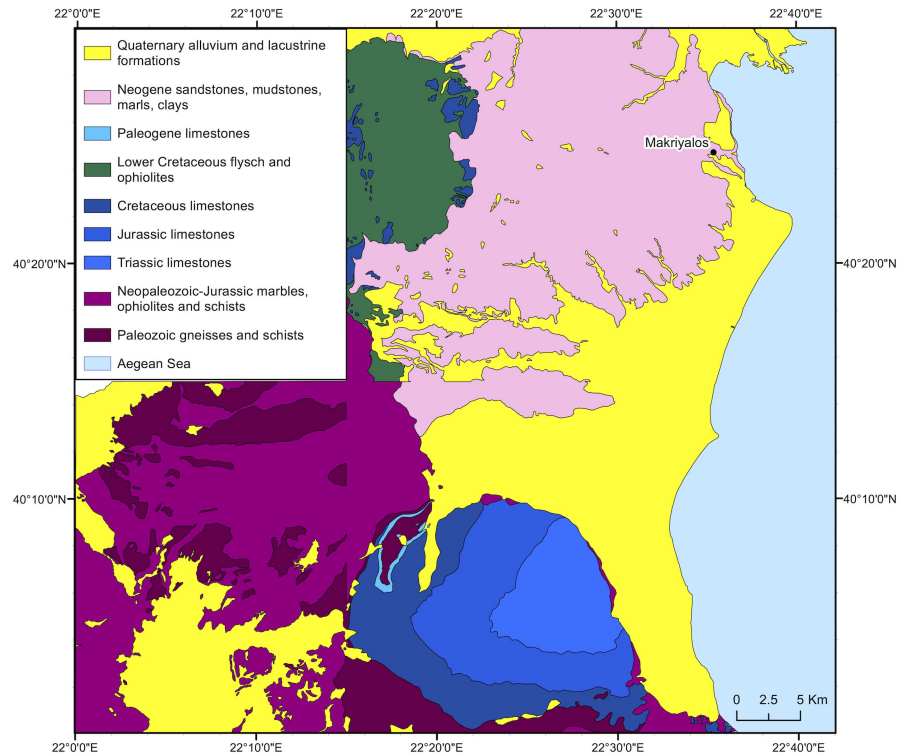 22°0'0"E
22°10'0"E
22°20'0"E
22°30'0"E
22°40'0"E
Quaternary alluvium and lacustrine
formations
Neogene sandstones, mudstones,
marls, clays
Paleogene limestones
Lower Cretaceous flysch and
ophiolites
Cretaceous limestones
Jurassic limestones
Triassic limestones
Neopaleozoic-Jurassic marbles,
ophiolites and schists
Paleozoic gneisses and schists
Aegean Sea
Makriyalos
40°20'0"N
40°20'0"N
40°10'0"N
40°10'0"N
0 2.5 5 Km
22°0'0"E
22°10'0"E
22°20'0"E
22°30'0"E
22°40'0"E